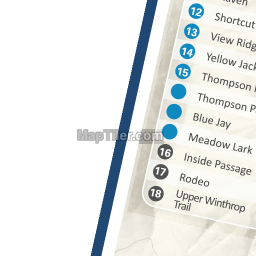 12 Shortcut
13 View Ridg
14 Yellow Jack
15 Thompson
Thompson
Blue Jay
Meadow Lark
16 Inside Passage
17 Rodeo
18 Upper Winthrop
Trail
MapTiler.com